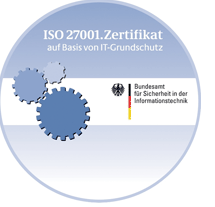 ISO 27001.Zertifikat
auf Basis von IT-Grundschutz
Bundesamt
für Sicherheit in der
Informationstechnik